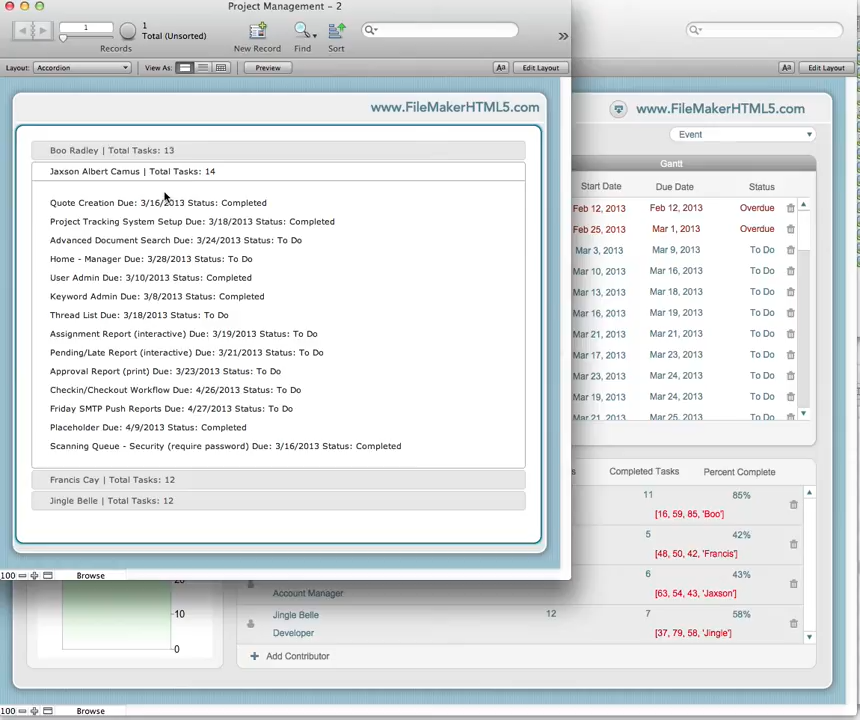 Project Management - 2
1
1
Total (Unsorted)
Records
New Record
Find
Sort
Layout:
Accordion
View As:
Preview
Aa
Edit Layout
Aa
Edit Layout
www.FileMakerHTML5.com
www.FileMakerHTML5.com
Event
Gantt
Boo Radley | Total Tasks: 13
Jaxson Albert Camus | Total Tasks: 14
Quote Creation Due: 3/16/2013 Status: Completed
Project Tracking System Setup Due: 3/18/2013 Status: Completed
Advanced Document Search Due: 3/24/2013 Status: To Do
Home - Manager Due: 3/28/2013 Status: To Do
User Admin Due: 3/10/2013 Status: Completed
Keyword Admin Due: 3/8/2013 Status: Completed
Thread List Due: 3/18/2013 Status: To Do
Assignment Report (interactive) Due: 3/19/2013 Status: To Do
Pending/Late Report (interactive) Due: 3/21/2013 Status: To Do
Approval Report (print) Due: 3/23/2013 Status: To Do
Checkin/Checkout Workflow Due: 4/26/2013 Status: To Do
Friday SMTP Push Reports Due: 4/27/2013 Status: To Do
Placeholder Due: 4/9/2013 Status: Completed
Scanning Queue - Security (require password) Due: 3/16/2013 Status: Completed
Francis Cay | Total Tasks: 12
Jingle Belle | Total Tasks: 12
100
Browse
Start Date Due Date Status
Feb 12, 2013 Feb 12, 2013 Overdue
Feb 25, 2013 Mar 1, 2013 Overdue
Mar 3, 2013 Mar 9, 2013 To Do
Mar 10, 2013 Mar 16, 2013 To Do
Mar 13, 2013 Mar 18, 2013 To Do
Mar 16, 2013 Mar 19, 2013 To Do
Mar 21, 2013 Mar 21, 2013 To Do
Mar 17, 2013 Mar 23, 2013 To Do
Mar 23, 2013 Mar 24, 2013 To Do
Mar 19, 2013 Mar 24, 2013 To Do
Mar 21, 2013 Mar 25, 2013 To Do
s Completed Tasks Percent Complete
11 85%
[16, 59, 85, 'Boo']
5 42%
[48, 50, 42, 'Francis']
6 43%
Account Manager [63, 54, 43, 'Jaxson']
Jingle Belle 12 7 58%
Developer [37, 79, 58, 'Jingle']
Add Contributor
20
10
0
100
Browse